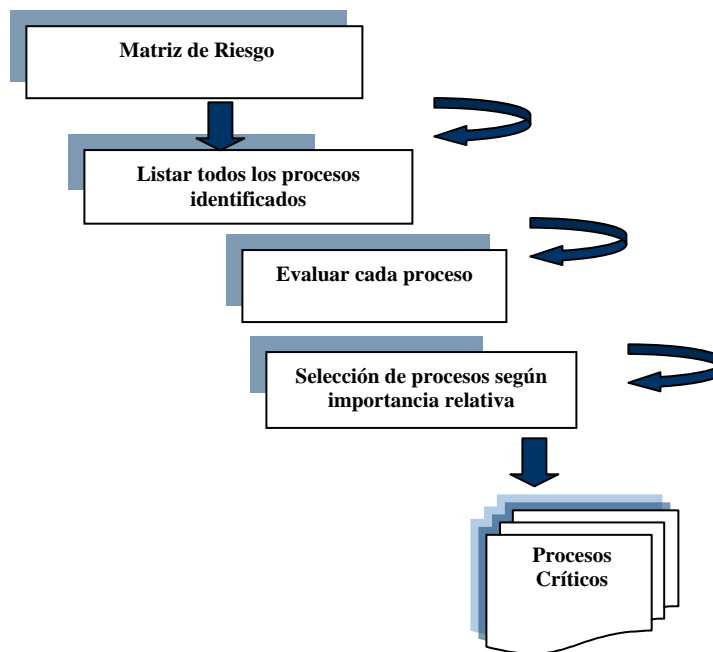 Matriz de Riesgo
Listar todos los procesos
identificados
Evaluar cada proceso
Selección de procesos según
importancia relativa
Procesos
Críticos